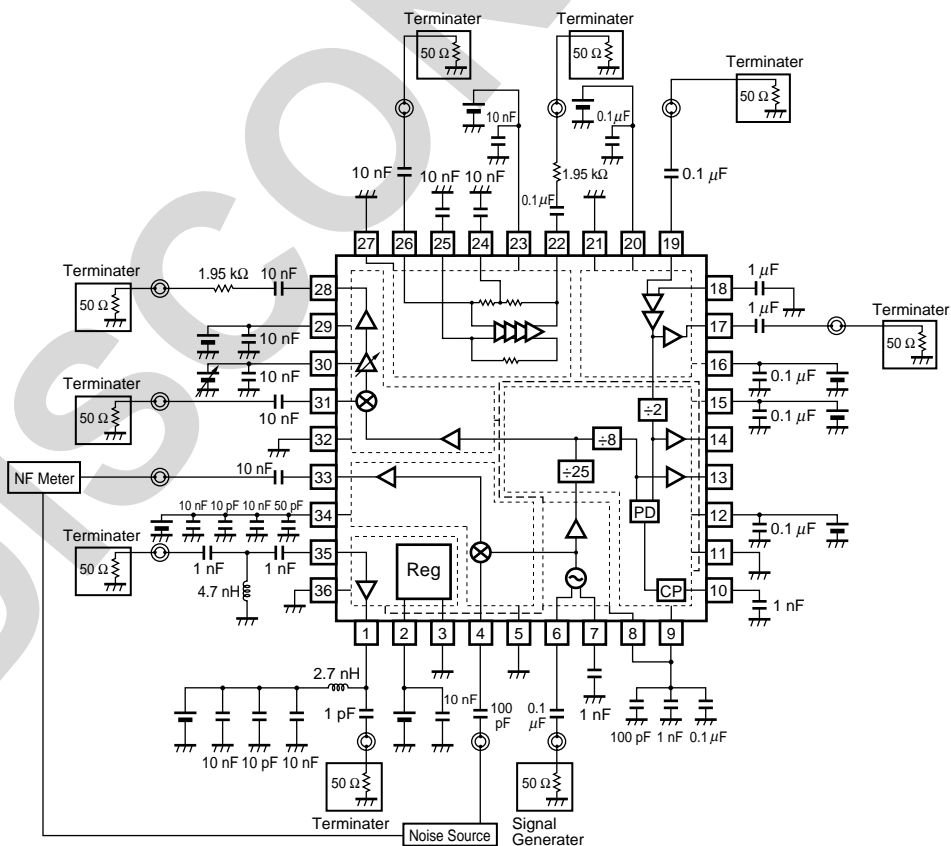 Terminater
50 Ω
Terminater
50 Ω
Terminater
50 Ω
10 nF
0.1 µF
10 nF
10 nF 10 nF
1.95 kΩ
0.1 µF
0.1 µF
27 26 25 24 23 22 21 20 19
Terminater
50 Ω
1.95 kΩ
10 nF
28
29
10 nF
30
10 nF
Terminater
50 Ω
10 nF
31
32
NF Meter
10 nF
33
10 nF 10 pF 10 nF 50 pF
34
Terminater
50 Ω
1 nF
1 nF
35
4.7 nH
36
18
1 µF
17
1 µF
Terminater
50 Ω
16
0.1 µF
15
0.1 µF
14
13
12
0.1 µF
11
10
1 nF
÷2
÷8
÷25
PD
CP
Reg
1 2 3 4 5 6 7 8 9
2.7 nH
1 pF
10 nF 10 pF 10 nF
10 nF
100 pF
0.1 µF
1 nF
100 pF 1 nF 0.1 µF
50 Ω
Terminater
Noise Source
50 Ω
Signal
Generater
DISCON